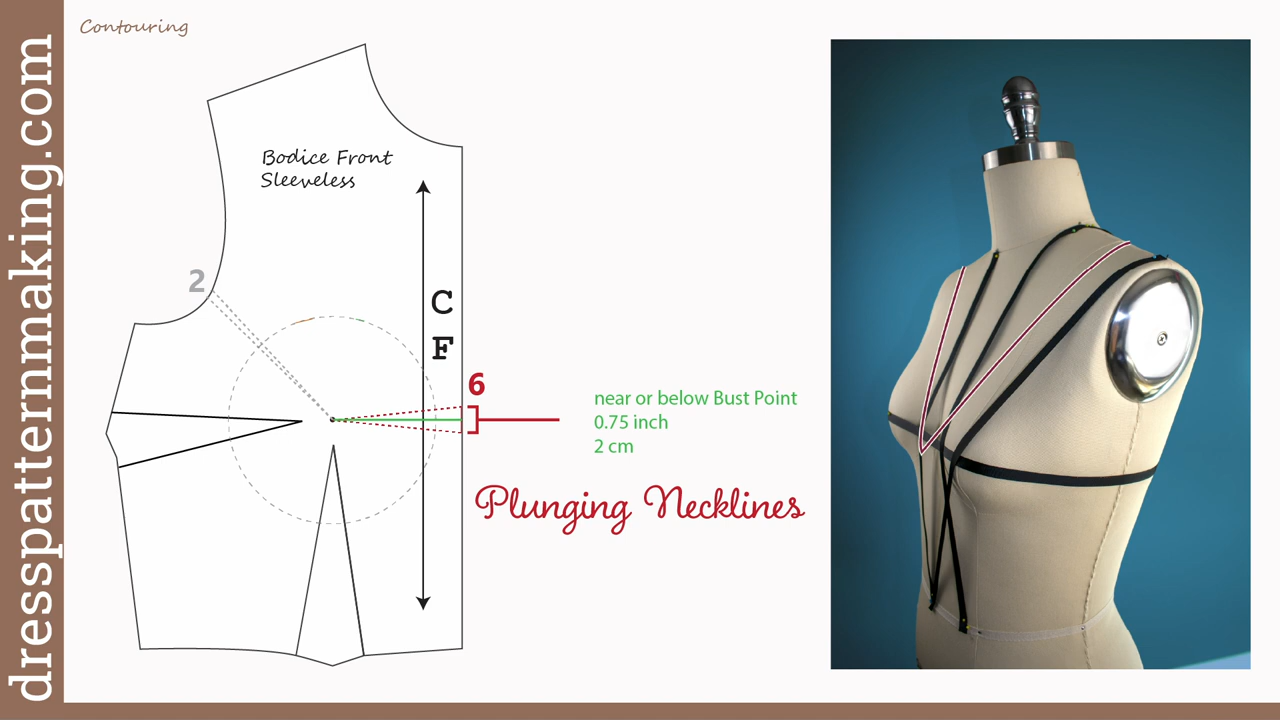 dresspatternmaking.com
Contouring
Bodice Front
Sleeveless
2
C
F
6
near or below Bust Point
0.75 inch
2 cm
Plunging Necklines